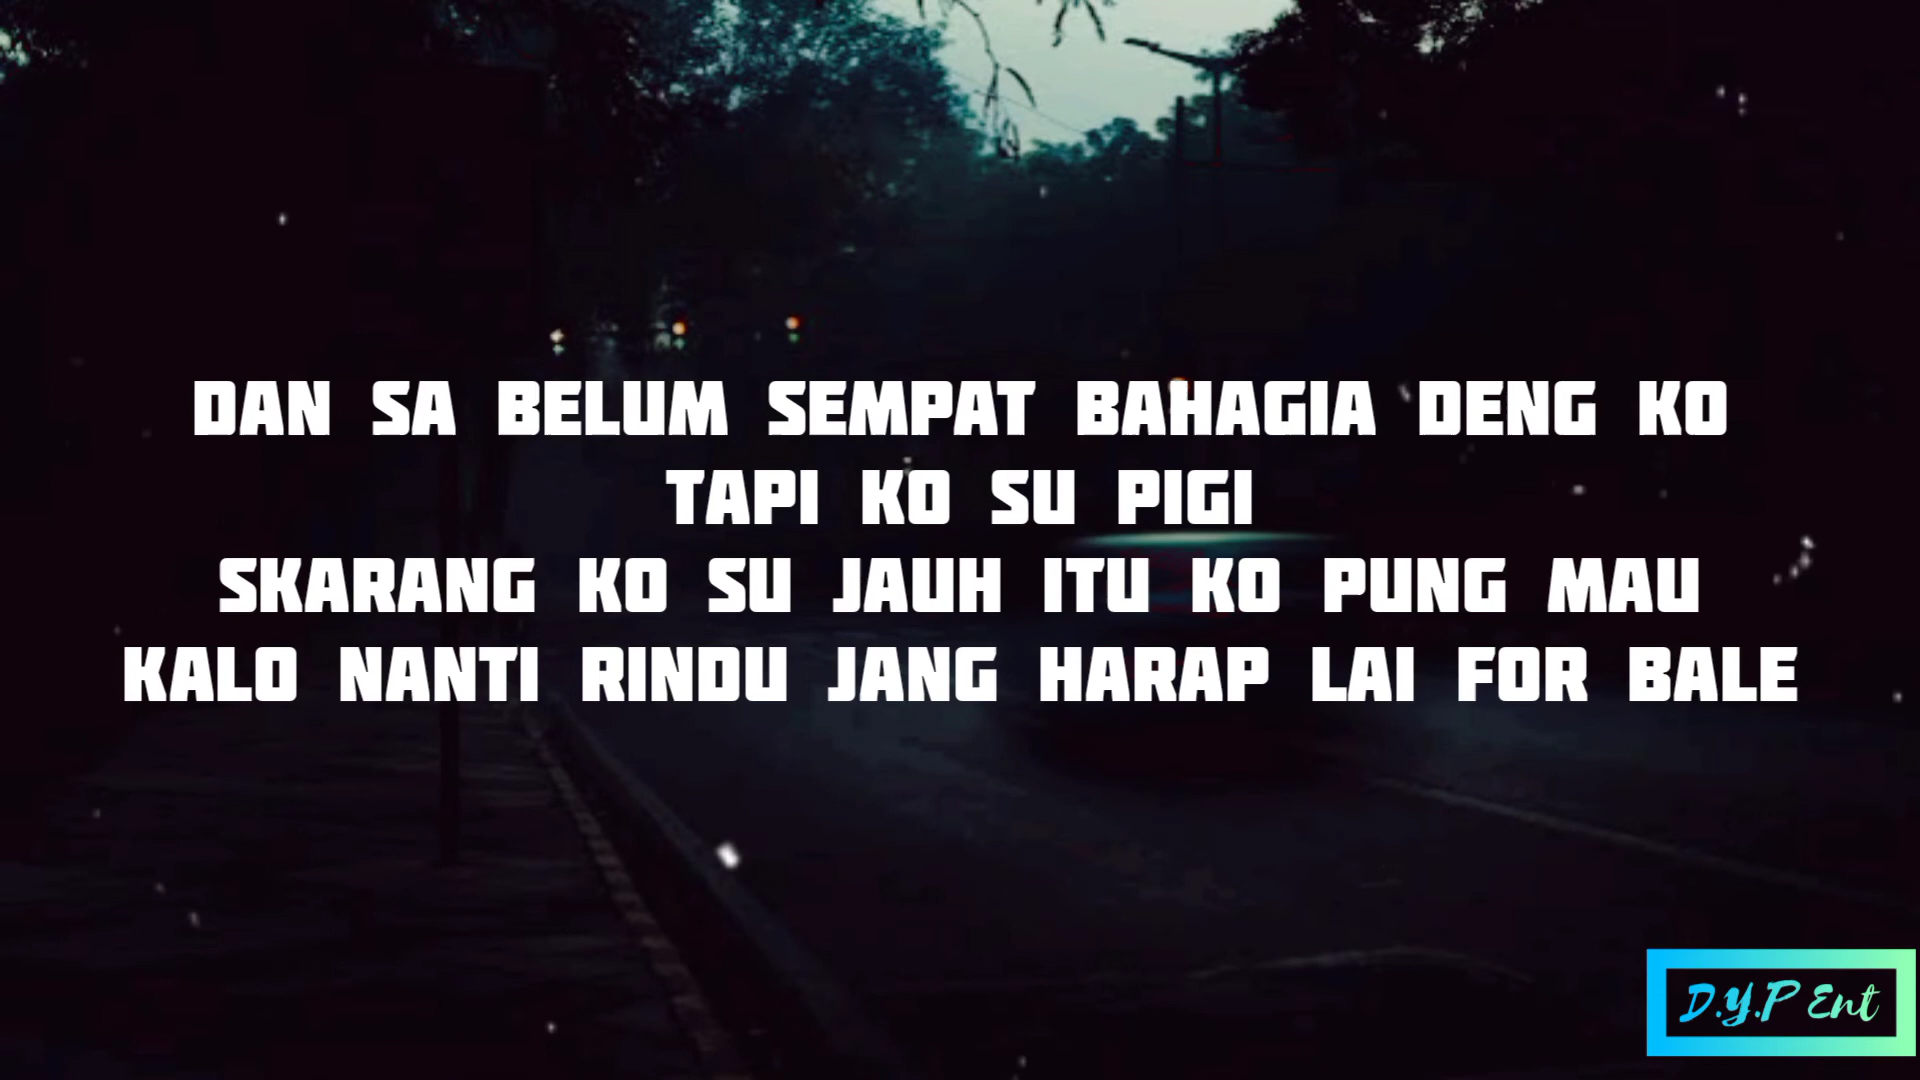 DAN SA BELUM SEMPAT BAHAGIA DENG KO
TAPI KO SU PIGI
SKARANG KO SU JAUH ITU KO PUNG MAU
KALO NANTI RINDU JANG HARAP LAI FOR BALE
D.Y.P Ent